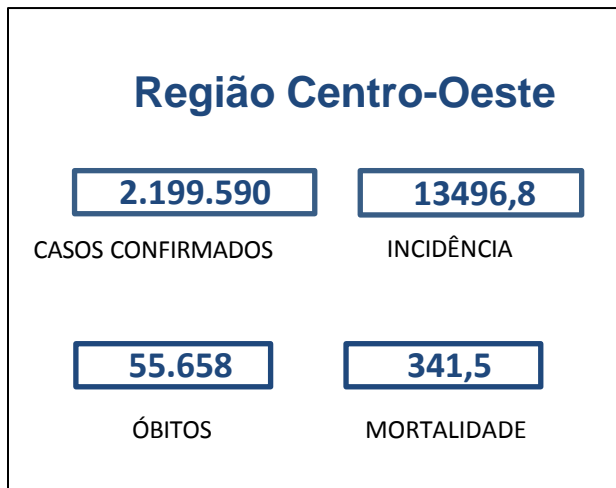 Região Centro-Oeste
2.199.590 13496,8
CASOS CONFIRMADOS INCIDÊNCIA
55.658 341,5
ÓBITOS MORTALIDADE